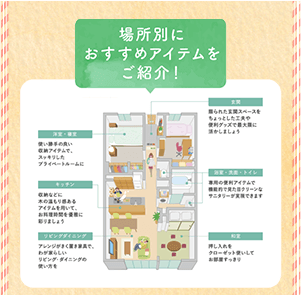 場所別に
おすすめアイテムを
ご紹介！
玄関
限られた玄関スペースを
ちょっとした工夫や
便利グッズで最大限に
活かしましょう
洋室・寝室
使い勝手の良い
収納アイテムで、
スッキリした
プライベートルームに
浴室・洗面・トイレ
専用の便利アイテムで
機能的で見た目クリーンな
サニタリーが実現できます
キッチン
収納などに
木の温もり感ある
アイテムを用いて、
お料理時間を優雅に
彩りましょう
リビングダイニング
アレンジがきく置き家具で、
わが家らしい
リビング・ダイニングの
使い方を
和室
押し入れを
クローゼット使いして
お部屋すっきり